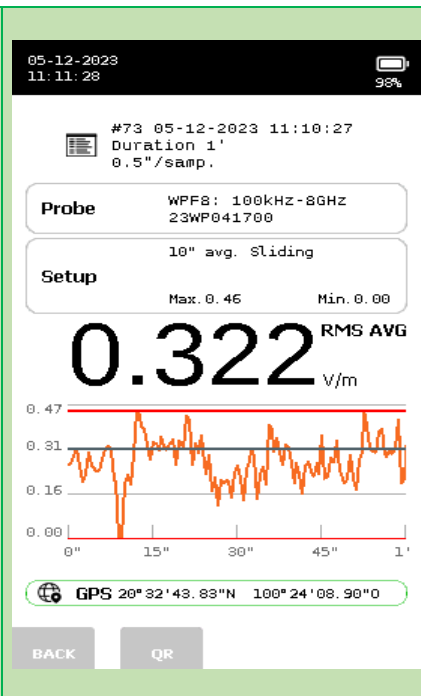 05-12-2023
11:11:28
98%
#73 05-12-2023 11:10:27
Duration 1'
0.5"/samp.
Probe
WPF8: 100kHz-8GHz
23WP041700
Setup
10" avg. Sliding
Max.0.46 Min.0.00
0.322 RMS AVG
V/m
0.47
0.31
0.16
0.00
0" 15" 30" 45" 1'
GPS 20°32'43.83"N 100°24'08.90"O
BACK QR